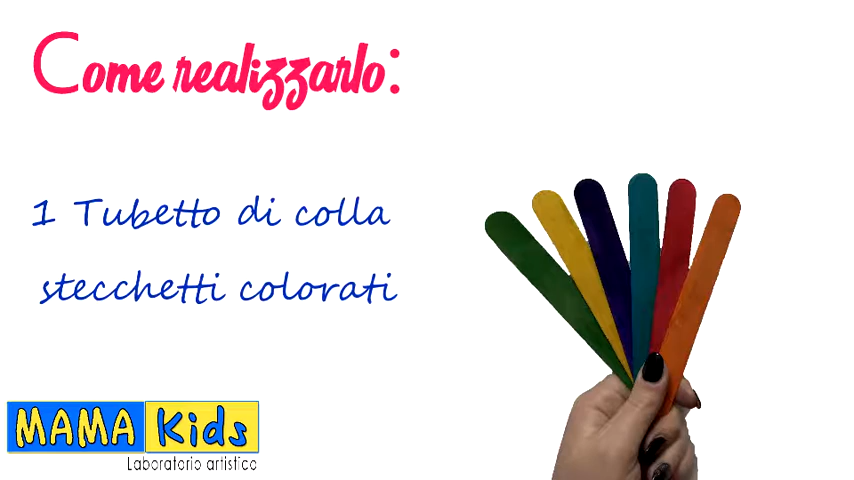 Come realizzarlo:
1 Tubetto di colla
stecchetti colorati
MAMA Kids
Laboratorio artistico